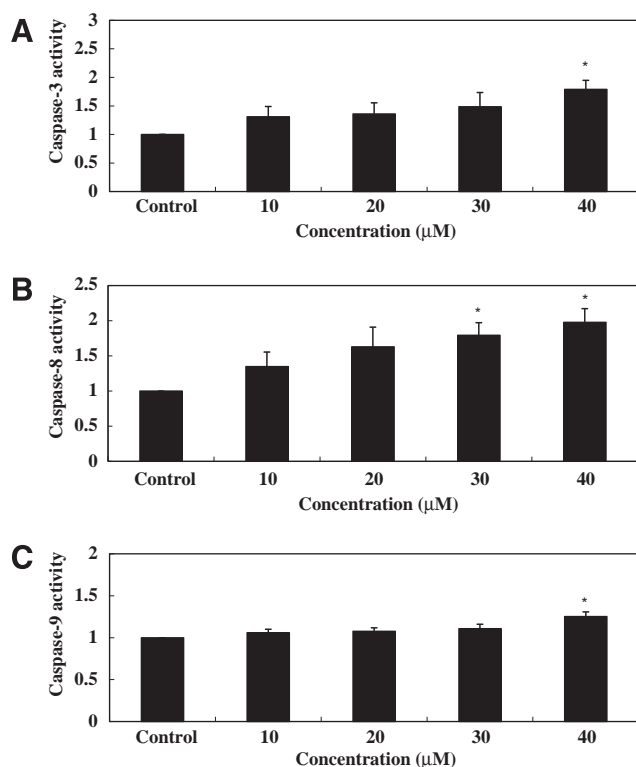 A
Caspase-3 activity
3
2.5
2
1.5
1
0.5
0
*
Control 10 20 30 40
Concentration (μM)
B
Caspase-8 activity
2.5
2
1.5
1
0.5
0
* *
Control 10 20 30 40
Concentration (μM)
C
Caspase-9 activity
2
1.5
1
0.5
0
*
Control 10 20 30 40
Concentration (μM)